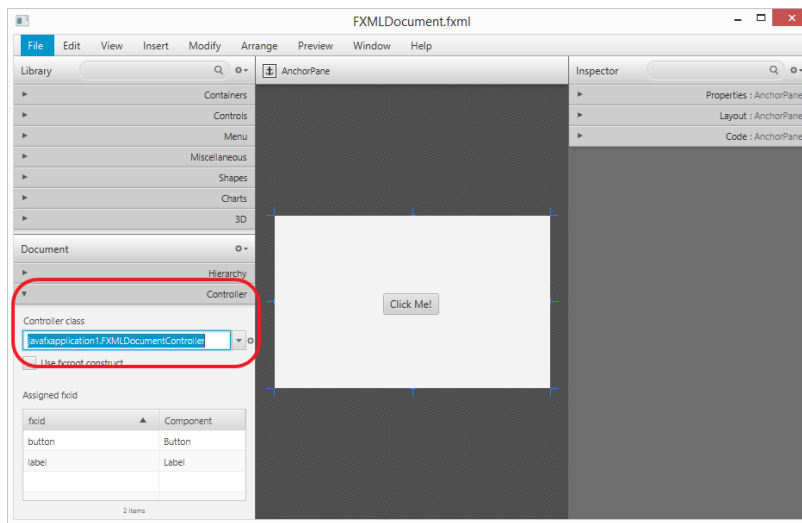 FXMLDocument.fxml
File Edit View Insert Modify Arrange Preview Window Help
Library
AnchorPane
Inspector
Containers
Controls
Menu
Miscellaneous
Shapes
Charts
3D
Properties : AnchorPane
Layout : AnchorPane
Code : AnchorPane
Document
Hierarchy
Controller
Controller class
javafxapplication1.FXMLDocumentController
Use fx:root construct
Assigned fx:id
fx:id Component
button Button
label Label
2 items
Click Me!